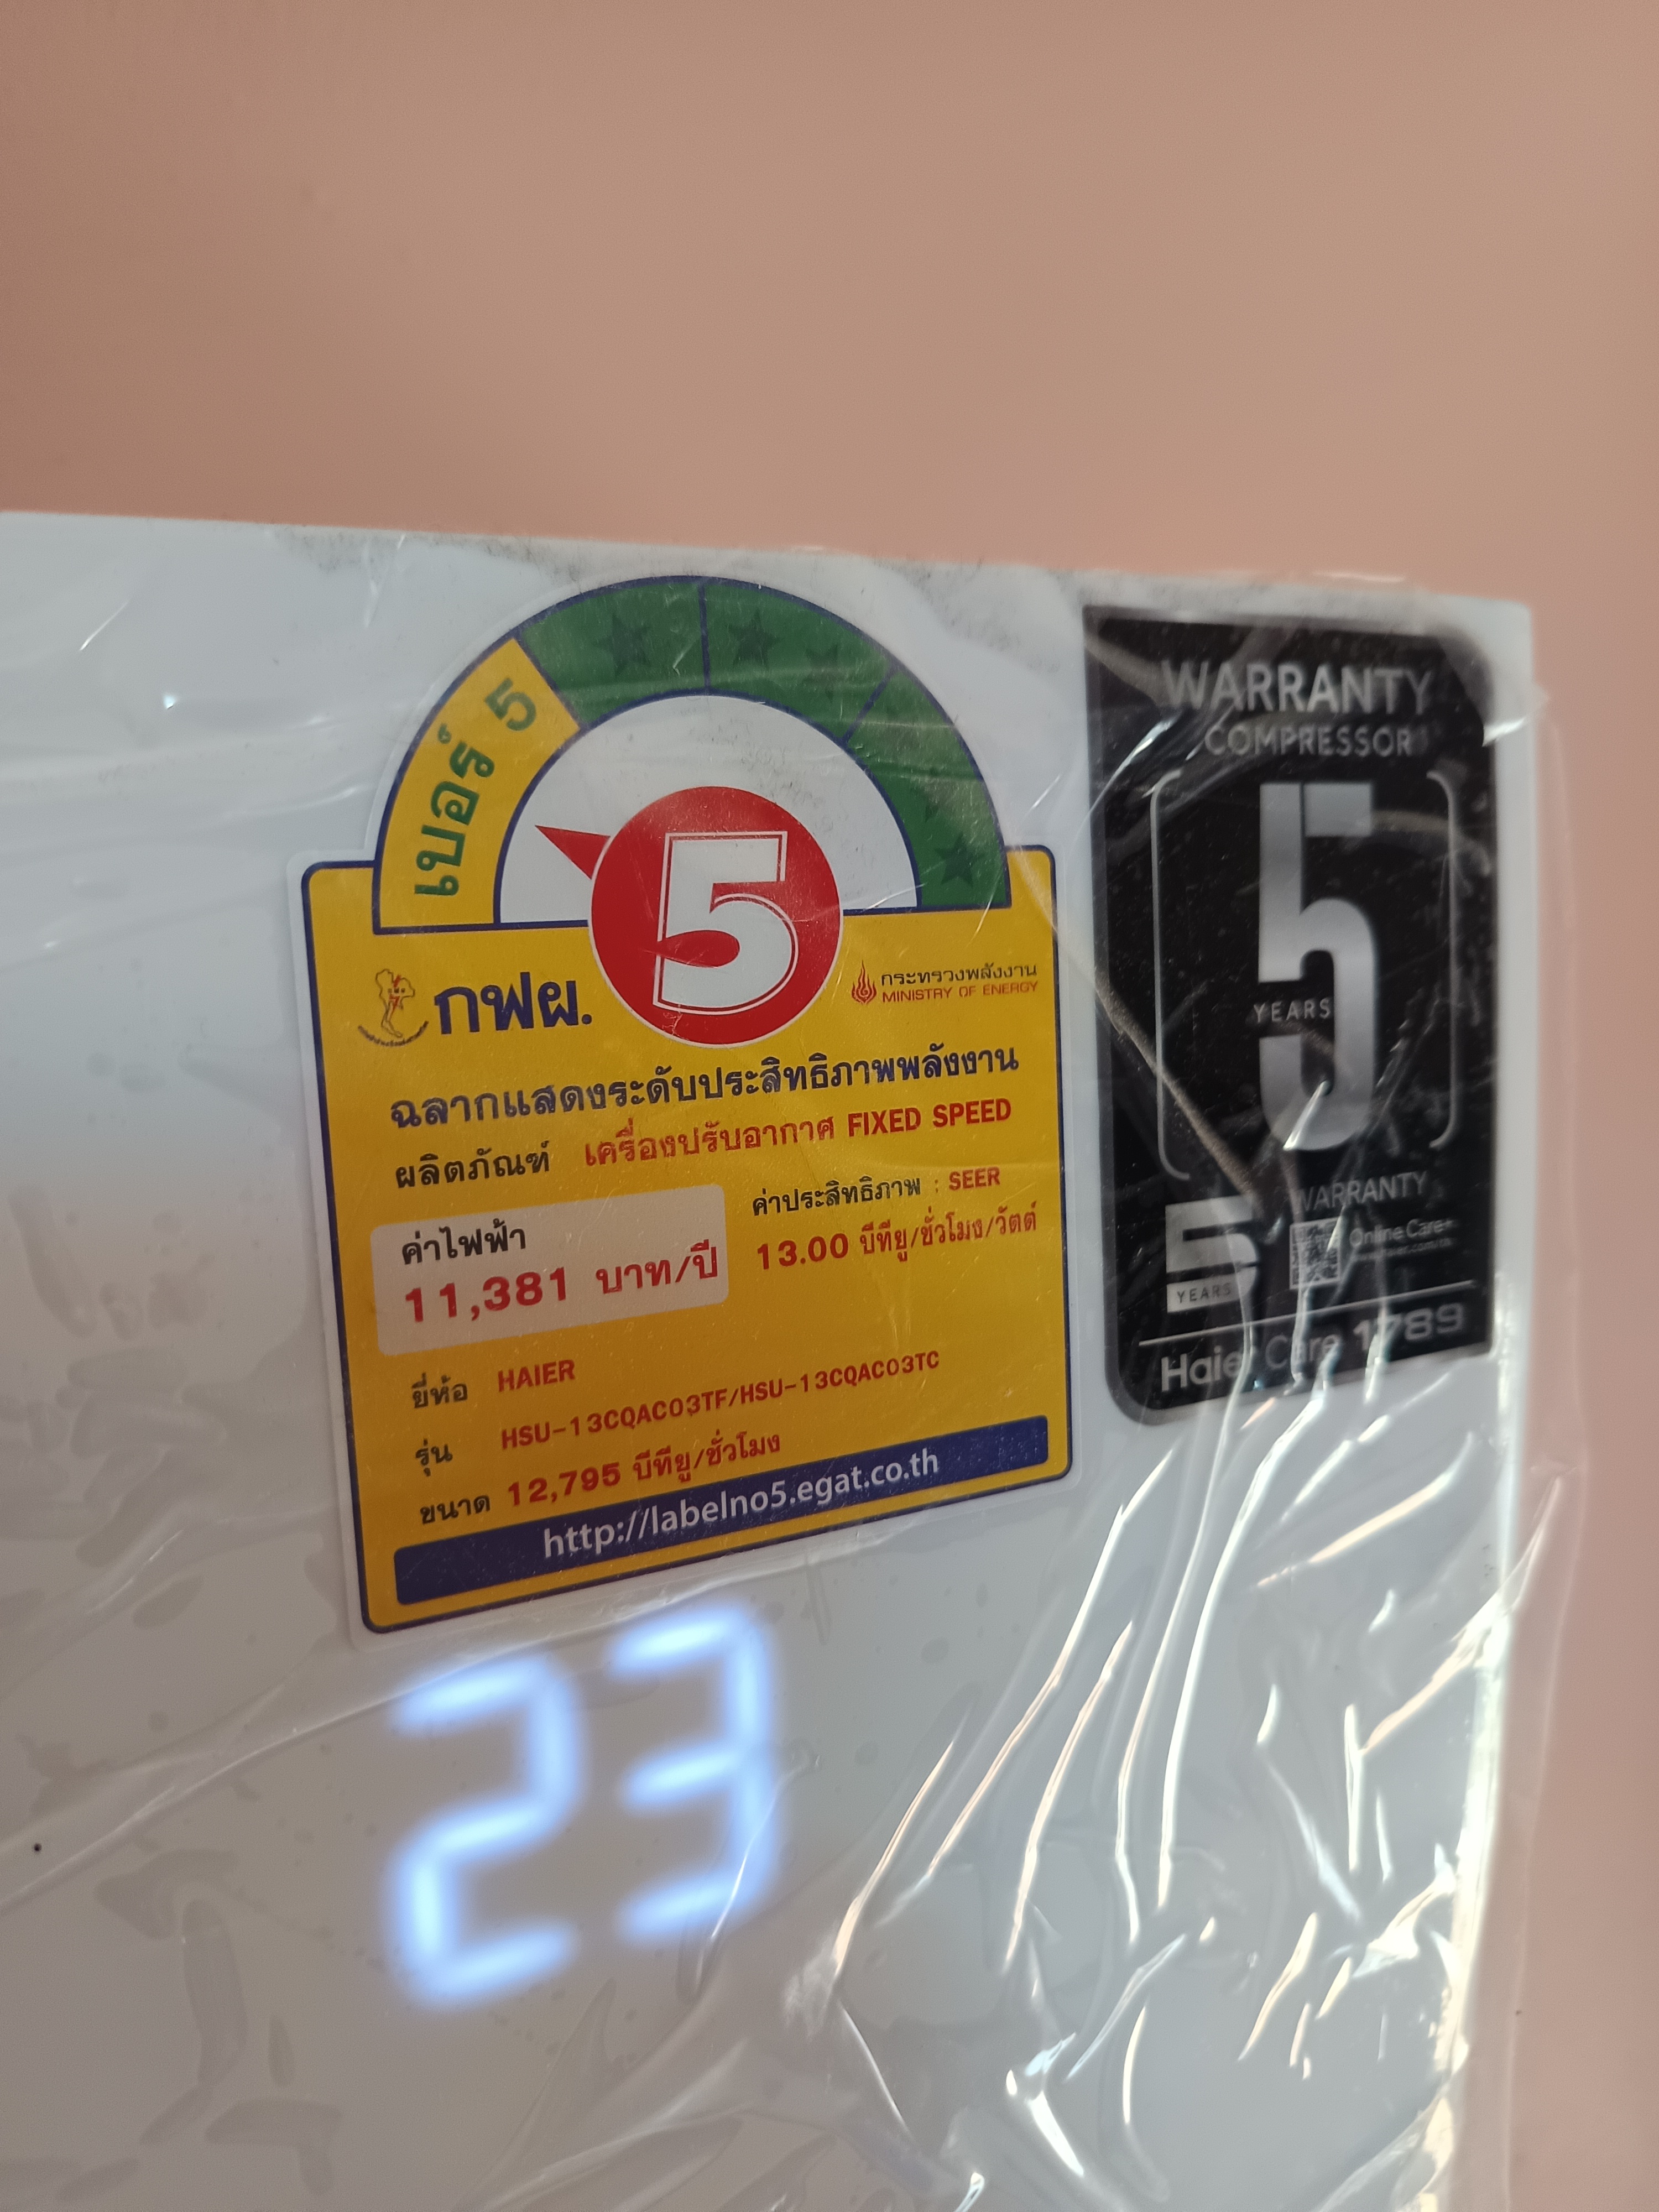 เบอร์ 5
5
กฟผ.
กระทรวงพลังงาน
MINISTRY OF ENERGY
ฉลากแสดงระดับประสิทธิภาพพลังงาน
ผลิตภัณฑ์ เครื่องปรับอากาศ FIXED SPEED
ค่าไฟฟ้า
11,381 บาท/ปี
ค่าประสิทธิภาพ : SEER
13.00 บีทียู/ชั่วโมง/วัตต์
ยี่ห้อ HAIER
รุ่น HSU-13CQAC03TF/HSU-13CQAC03TC
ขนาด 12,795 บีทียู/ชั่วโมง
http://labelno5.egat.co.th
23
WARRANTY
COMPRESSOR
5
YEARS
5
YEARS
WARRANTY
Online Care+
Haier Care 1789